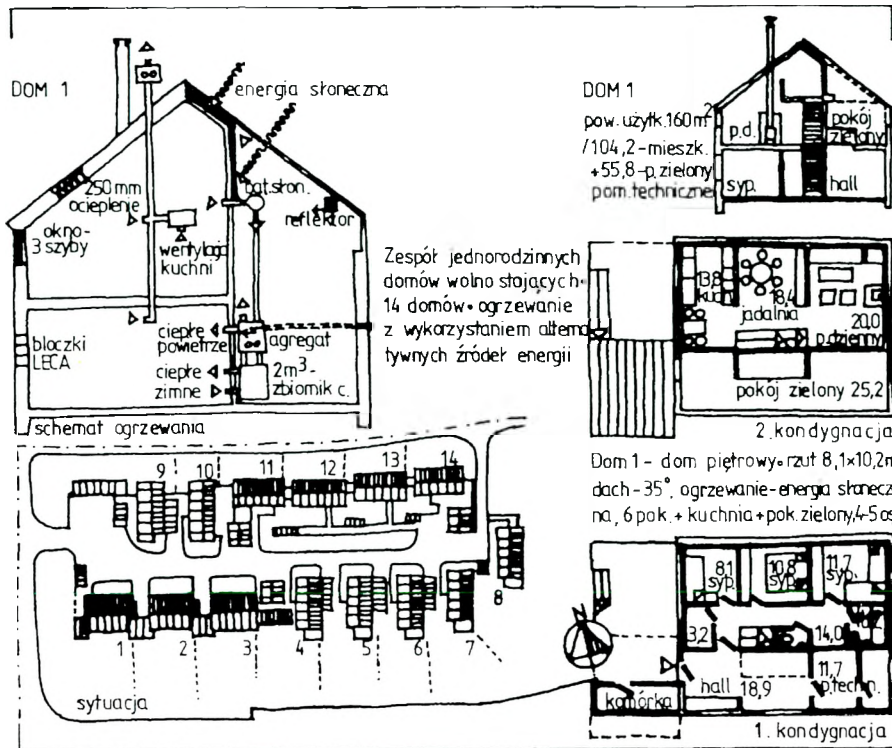 DOM 1
energia słoneczna
250 mm
ocieplenie
okno-
3 szyby
wentylacja
kuchni
bat. słon.
reflektor
bloczki
LECA
ciepłe
powietrze
agregat
ciepłe
zimne
2m³-
zbiornik c.
schemat ogrzewania
DOM 1
pow. użytk. 160 m²
/104,2-mieszk.
+55,8-p. zielony
pom. techniczne
p.d.
pokój
zielony
syp.
hall
Zespół jednorodzinnych
domów wolno stojących-
14 domów • ogrzewanie
z wykorzystaniem alterna
tywnych źródeł energii
13,8
kuch.
18,4
jadalnia
20,0
p.dzienny
pokój zielony 25,2
2. kondygnacja
Dom 1 - dom piętrowy • rzut 8,1×10,2m
dach-35°, ogrzewanie-energia słonecz
na, 6 pok. + kuchnia + pok. zielony, 4-5 os
9
10
11
12
13
14
8
1
2
3
4
5
6
7
sytuacja
N
8,1
syp.
10,8
syp.
11,7
syp.
3,2
14,0
hall 18,9
11,7
p.techn.
komórka
1. kondygnacja